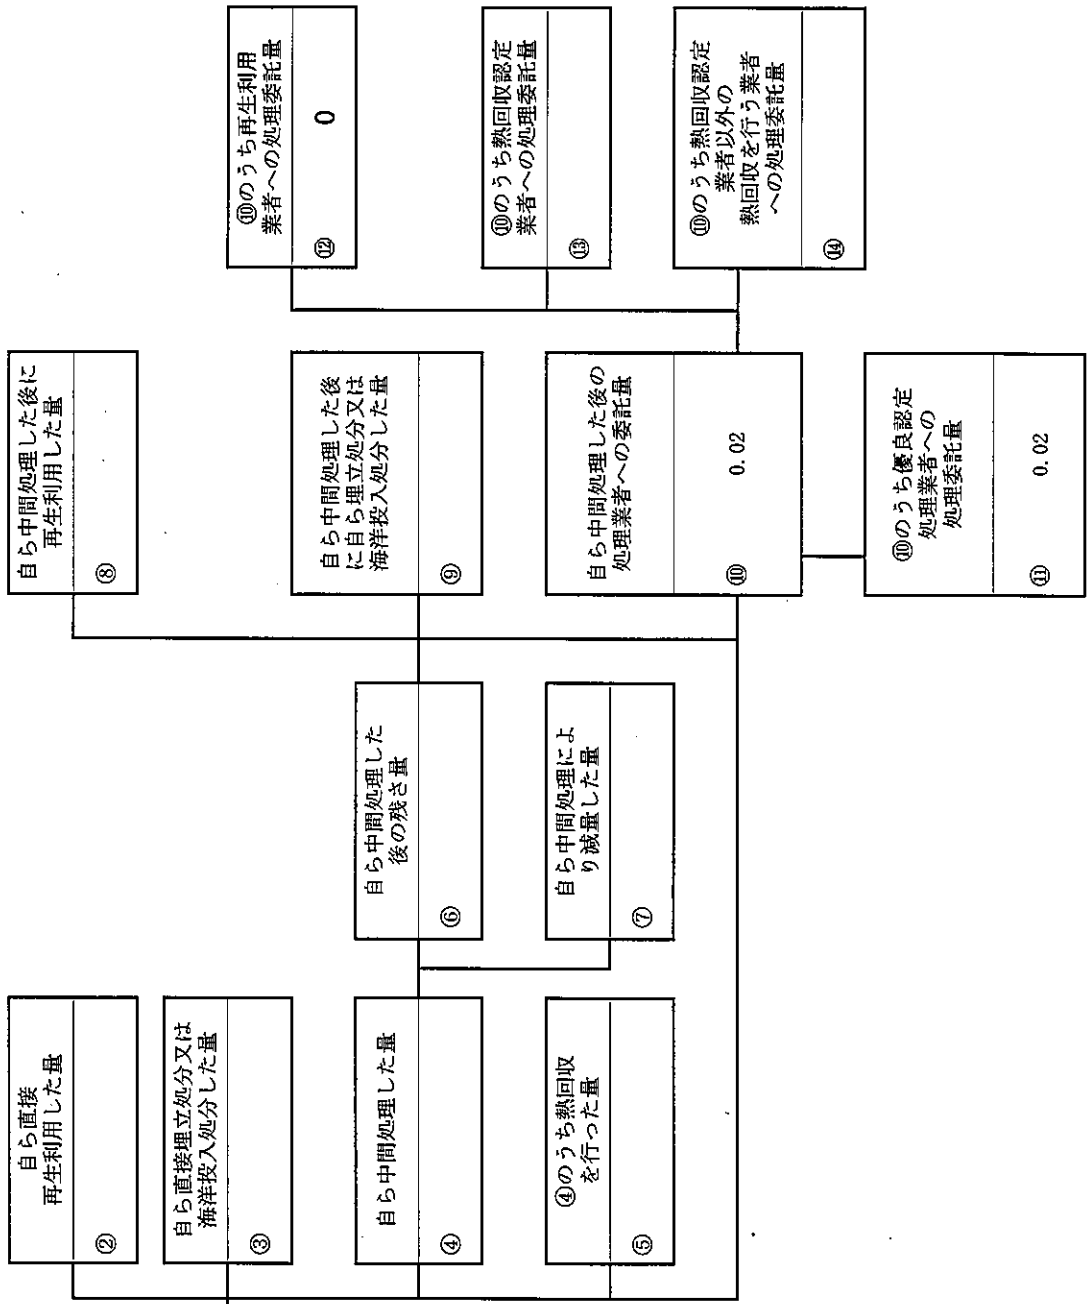 自ら直接
再生利用した量
②
自ら直接埋立処分又は
海洋投入処分した量
③
自ら中間処理した量
④
④のうち熱回収
を行った量
⑤
自ら中間処理した
後の残さ量
⑥
自ら中間処理によ
り減量した量
⑦
自ら中間処理した後に
再生利用した量
⑧
自ら中間処理した後
に自ら埋立処分又は
海洋投入処分した量
⑨
自ら中間処理した後の
処理業者への委託量
⑩ 0.02
⑩のうち優良認定
処理業者への
処理委託量
⑪ 0.02
⑩のうち再生利用
業者への処理委託量
⑫ 0
⑩のうち熱回収認定
業者への処理委託量
⑬
⑩のうち熱回収認定
業者以外の
熱回収を行う業者
への処理委託量
⑭